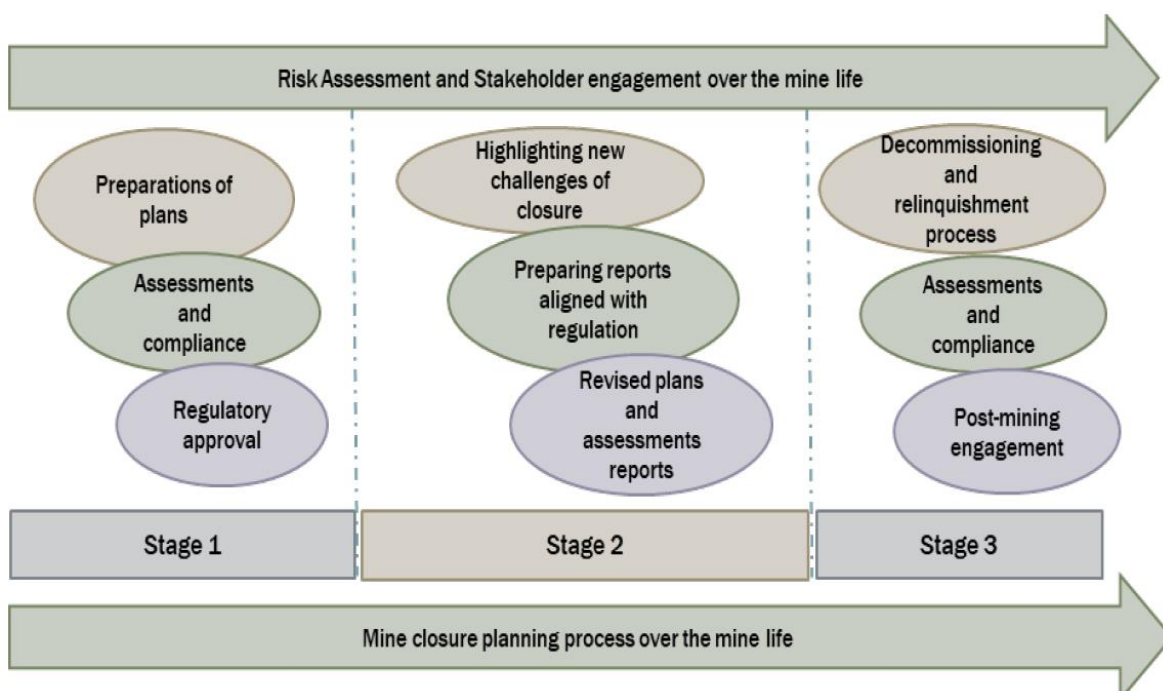 Risk Assessment and Stakeholder engagement over the mine life
Preparations of
plans
Assessments
and
compliance
Regulatory
approval
Highlighting new
challenges of
closure
Preparing reports
aligned with
regulation
Revised plans
and
assessments
reports
Decommissioning
and
relinquishment
process
Assessments
and
compliance
Post-mining
engagement
Stage 1
Stage 2
Stage 3
Mine closure planning process over the mine life